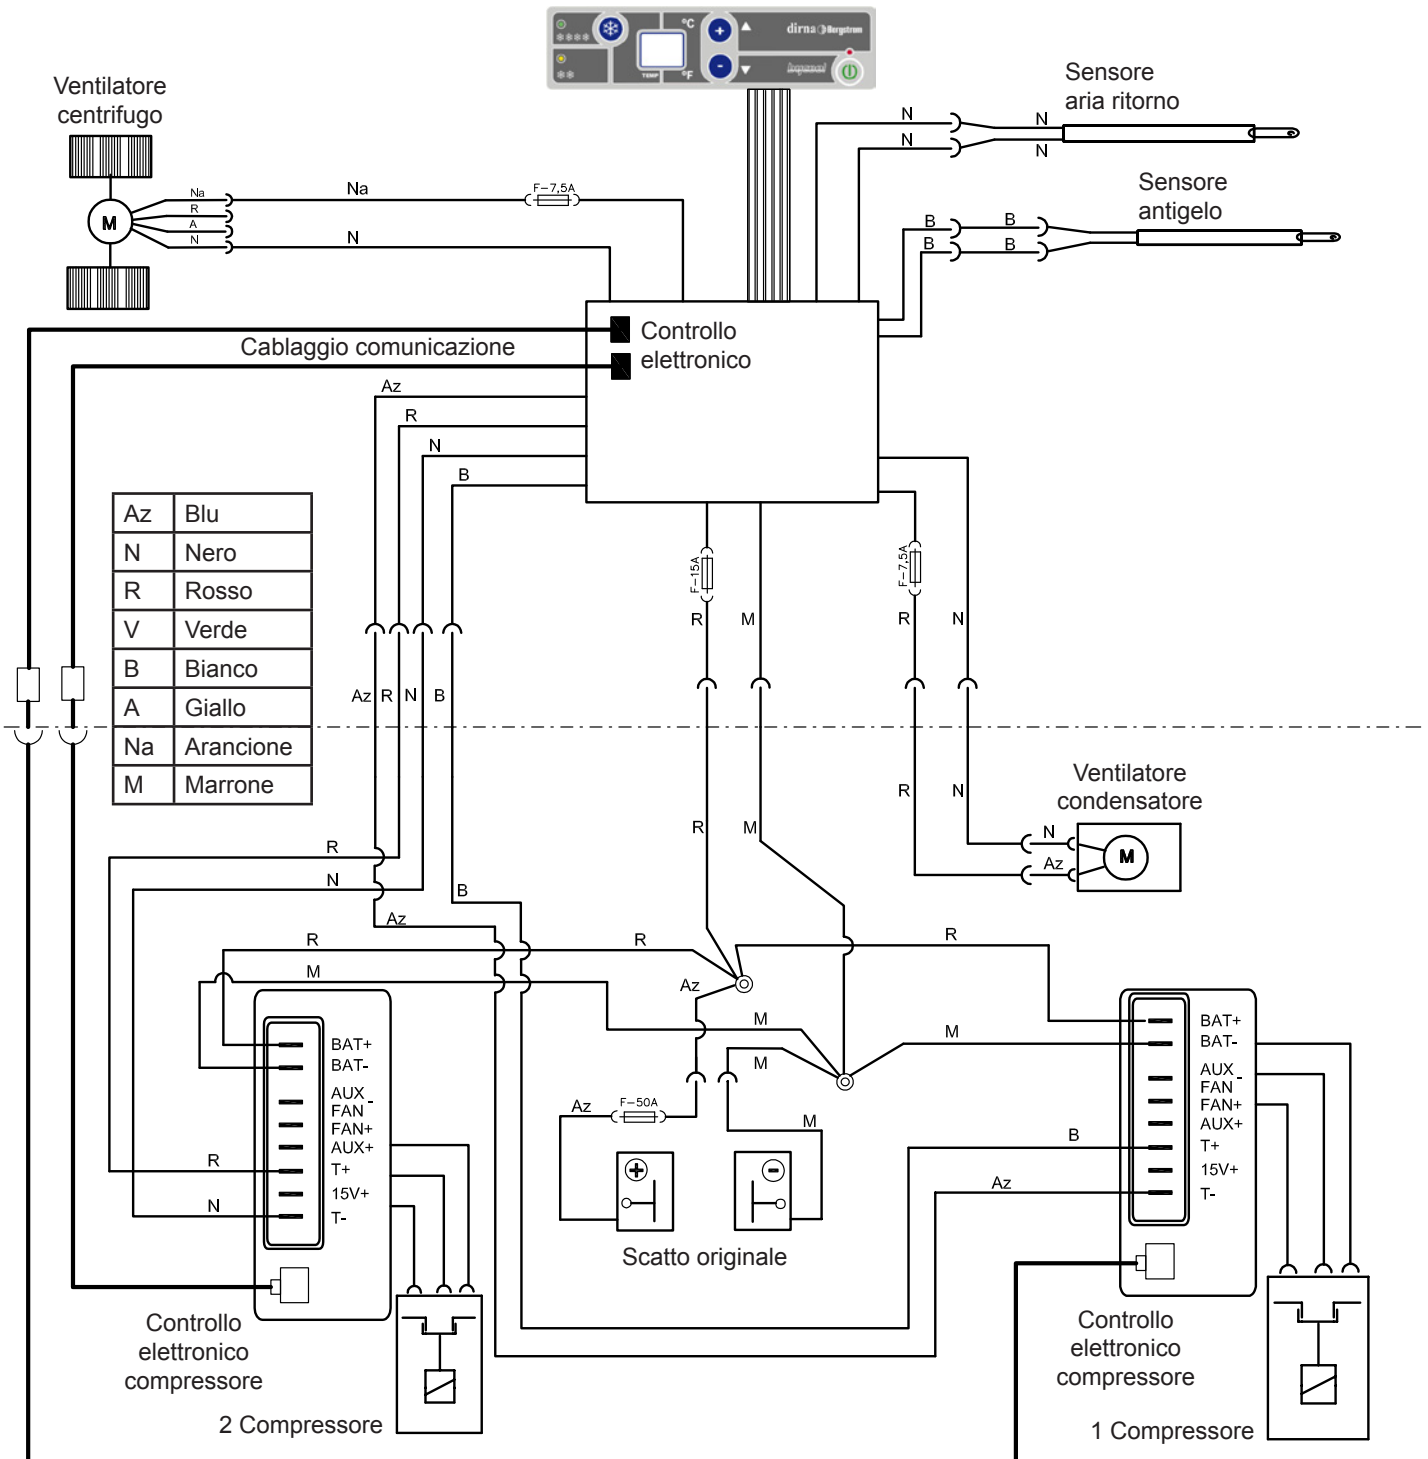 °C
dirna Bergstrom
TEMP
°F
+
-
Ventilatore
centrifugo
Sensore
aria ritorno
N
N
N
N
Sensore
antigelo
B
B
B
B
Na
R
A
N
M
Na
N
F-7,5A
Controllo
elettronico
Cablaggio comunicazione
Az
R
N
B
Az Blu
N Nero
R Rosso
V Verde
B Bianco
A Giallo
Na Arancione
M Marrone
F-15A
F-7,5A
R
M
R
N
Az
R
N
B
R
M
R
N
Ventilatore
condensatore
N
Az
M
R
N
B
Az
R
R
R
M
Az
M
M
M
BAT+
BAT-
AUX
FAN -
FAN+
AUX+
T+
15V+
T-
R
N
Az
F-50A
M
+
-
Scatto originale
B
Az
BAT+
BAT-
AUX
FAN -
FAN+
AUX+
T+
15V+
T-
Controllo
elettronico
compressore
2 Compressore
Controllo
elettronico
compressore
1 Compressore